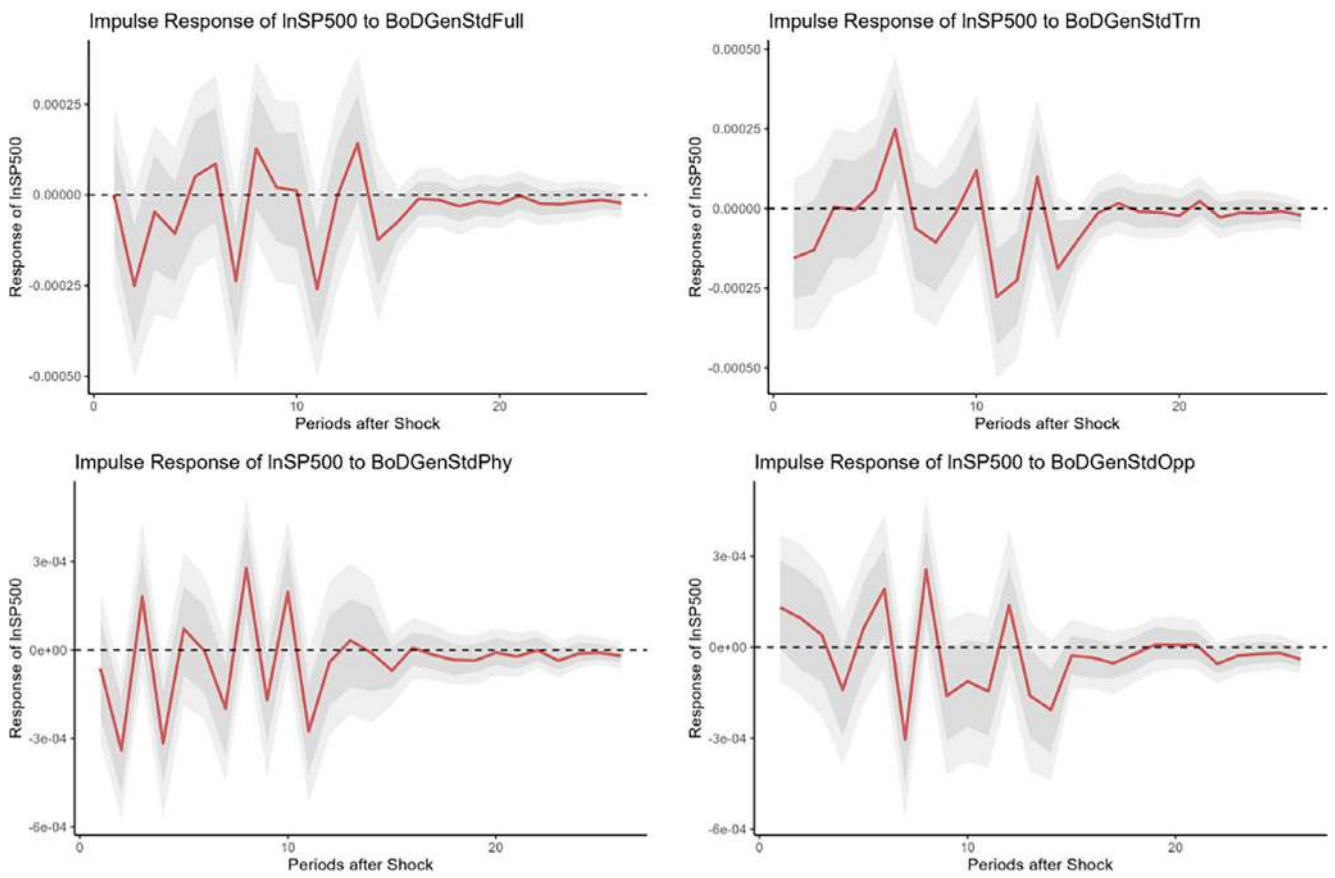 Impulse Response of lnSP500 to BoDGenStdFull
Response of lnSP500
0.00025
0.00000
-0.00025
-0.00050
0
10
20
Periods after Shock
Impulse Response of lnSP500 to BoDGenStdTrn
Response of lnSP500
0.00050
0.00025
0.00000
-0.00025
-0.00050
0
10
20
Periods after Shock
Impulse Response of lnSP500 to BoDGenStdPhy
Response of lnSP500
3e-04
0e+00
-3e-04
-6e-04
0
10
20
Periods after Shock
Impulse Response of lnSP500 to BoDGenStdOpp
Response of lnSP500
3e-04
0e+00
-3e-04
-6e-04
0
10
20
Periods after Shock